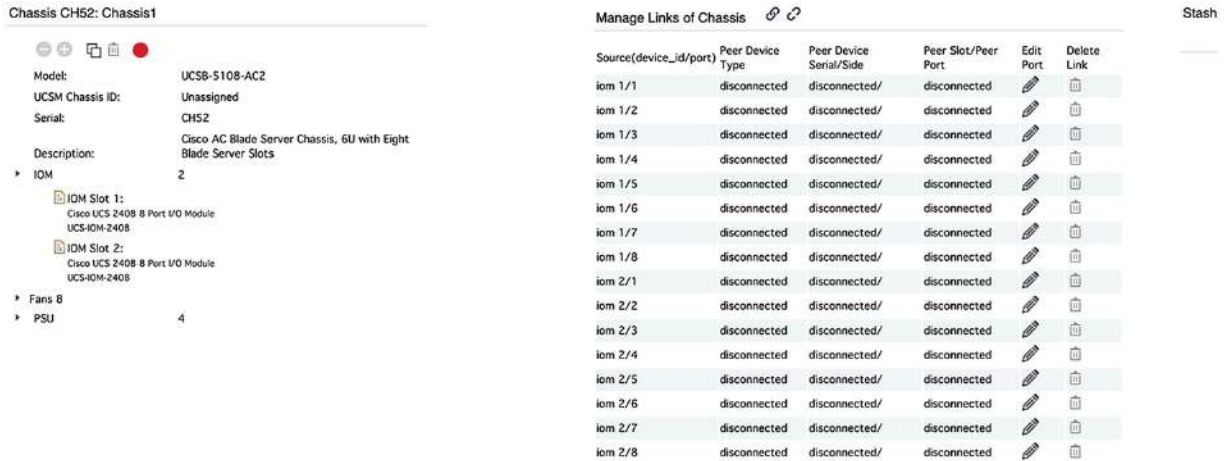 Chassis CH52: Chassis1
Model: UCSB-5108-AC2
UCSM Chassis ID: Unassigned
Serial: CH52
Cisco AC Blade Server Chassis, 6U with Eight
Description: Blade Server Slots
IOM 2
IOM Slot 1:
Cisco UCS 2408 8 Port I/O Module
UCS-IOM-2408
IOM Slot 2:
Cisco UCS 2408 8 Port I/O Module
UCS-IOM-2408
Fans 8
PSU 4
Manage Links of Chassis
Source(device_id/port) Peer Device Type Peer Device Serial/Side Peer Slot/Peer Port Edit Port Delete Link
iom 1/1 disconnected disconnected/ disconnected
iom 1/2 disconnected disconnected/ disconnected
iom 1/3 disconnected disconnected/ disconnected
iom 1/4 disconnected disconnected/ disconnected
iom 1/5 disconnected disconnected/ disconnected
iom 1/6 disconnected disconnected/ disconnected
iom 1/7 disconnected disconnected/ disconnected
iom 1/8 disconnected disconnected/ disconnected
iom 2/1 disconnected disconnected/ disconnected
iom 2/2 disconnected disconnected/ disconnected
iom 2/3 disconnected disconnected/ disconnected
iom 2/4 disconnected disconnected/ disconnected
iom 2/5 disconnected disconnected/ disconnected
iom 2/6 disconnected disconnected/ disconnected
iom 2/7 disconnected disconnected/ disconnected
iom 2/8 disconnected disconnected/ disconnected
Stash